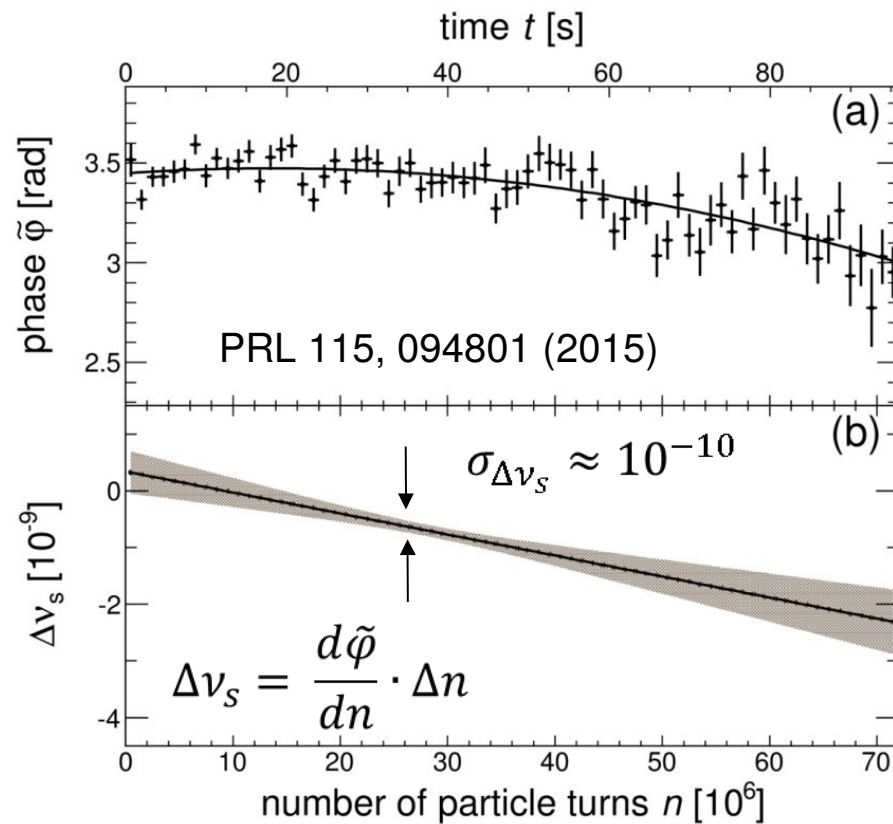 time t [s]
0 20 40 60 80
(a)
phase φ̃ [rad]
3.5
3
2.5
PRL 115, 094801 (2015)
(b)
σ_Δν_s ≈ 10⁻¹⁰
Δν_s [10⁻⁹]
0
-2
-4
Δν_s = dφ̃/dn · Δn
0 10 20 30 40 50 60 70
number of particle turns n [10⁶]